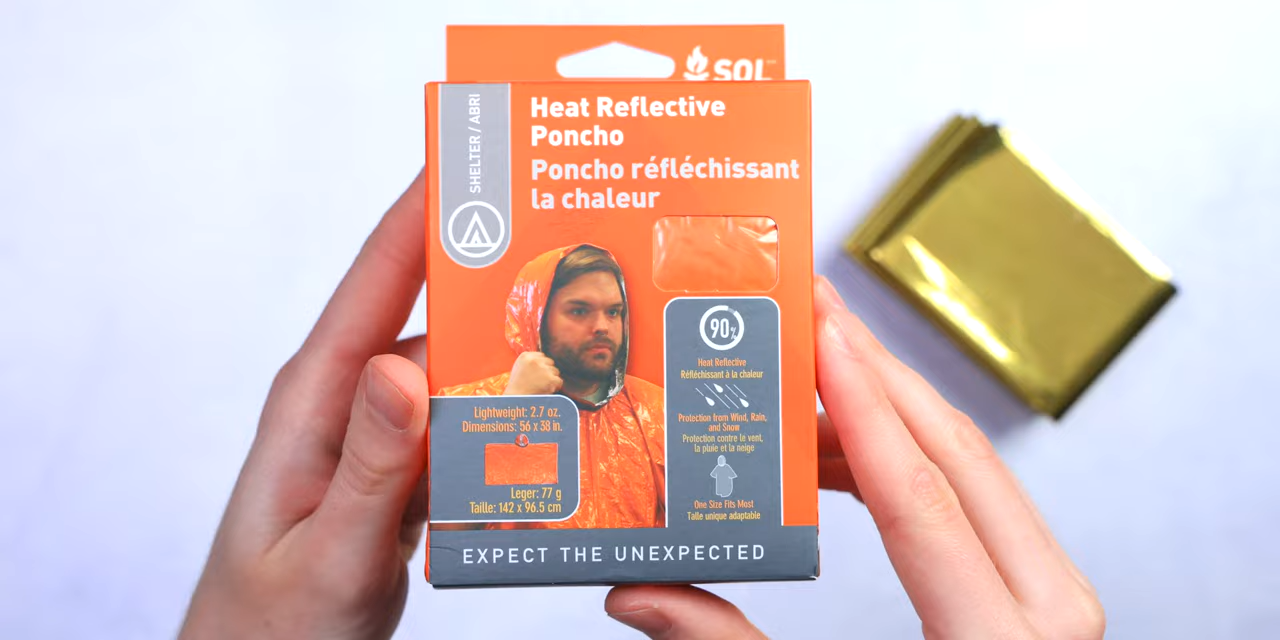 SOL
SHELTER / ABRI
Heat Reflective
Poncho
Poncho réfléchissant
la chaleur
90%
Heat Reflective
Réfléchissant à la chaleur
Protection from Wind, Rain,
and Snow
Protection contre le vent,
la pluie et la neige
One Size Fits Most
Taille unique adaptable
Lightweight: 2.7 oz.
Dimensions: 56 x 38 in.
Leger: 77 g
Taille: 142 x 96.5 cm
EXPECT THE UNEXPECTED